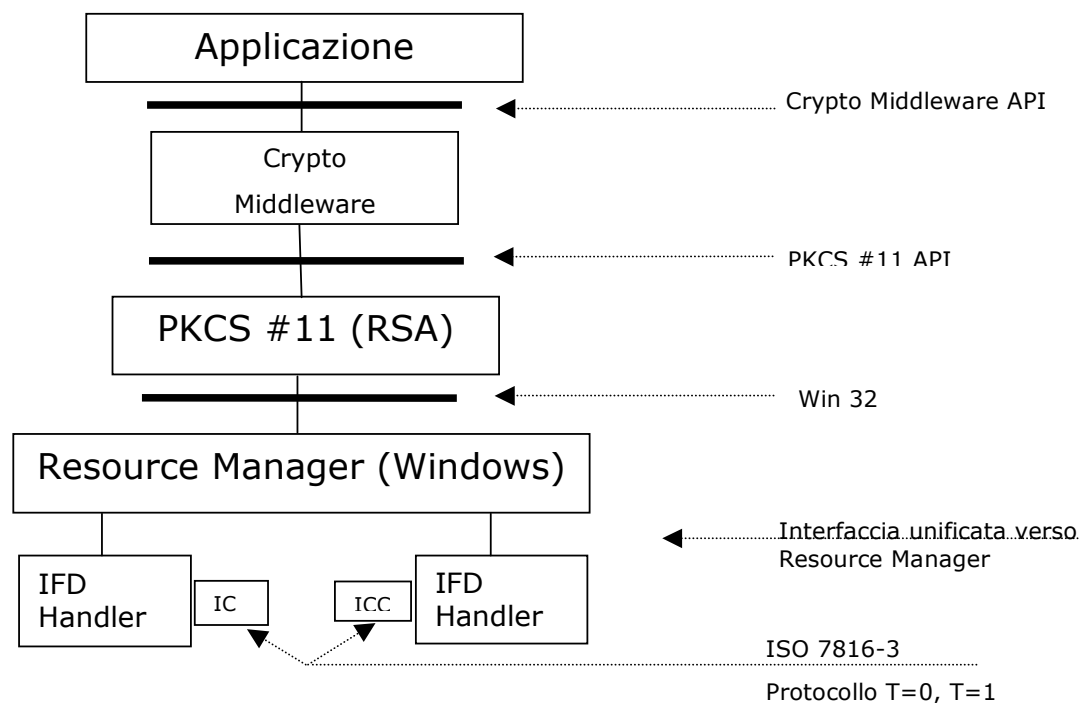 Applicazione
Crypto Middleware API
Crypto
Middleware
PKCS #11 API
PKCS #11 (RSA)
Win 32
Resource Manager (Windows)
Interfaccia unificata verso
Resource Manager
IFD
Handler
IC
ICC
IFD
Handler
ISO 7816-3
Protocollo T=0, T=1